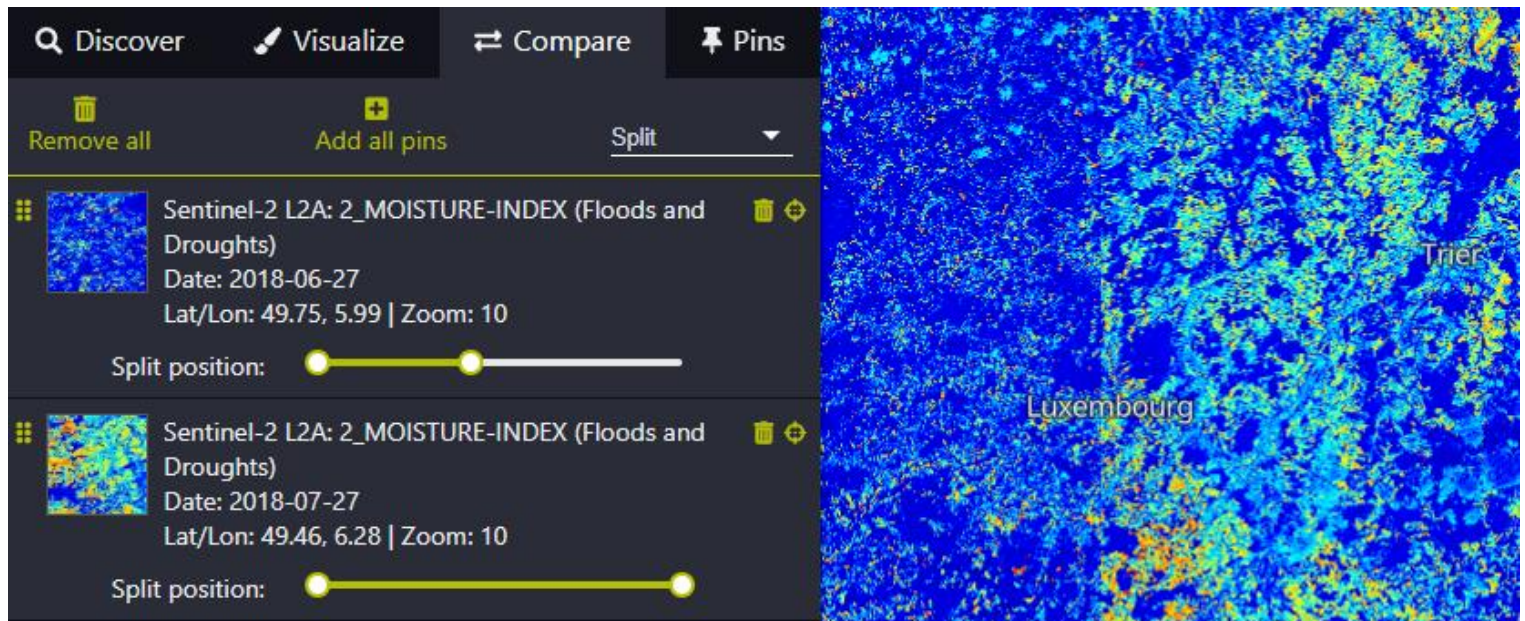 Discover Visualize Compare Pins
Remove all Add all pins Split
Sentinel-2 L2A: 2_MOISTURE-INDEX (Floods and
Droughts)
Date: 2018-06-27
Lat/Lon: 49.75, 5.99 | Zoom: 10
Split position:
Sentinel-2 L2A: 2_MOISTURE-INDEX (Floods and
Droughts)
Date: 2018-07-27
Lat/Lon: 49.46, 6.28 | Zoom: 10
Split position:
Trier
Luxembourg